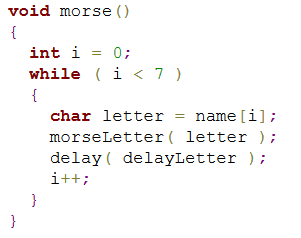 void morse()
{
  int i = 0;
  while ( i < 7 )
  {
    char letter = name[i];
    morseLetter( letter );
    delay( delayLetter );
    i++;
  }
}